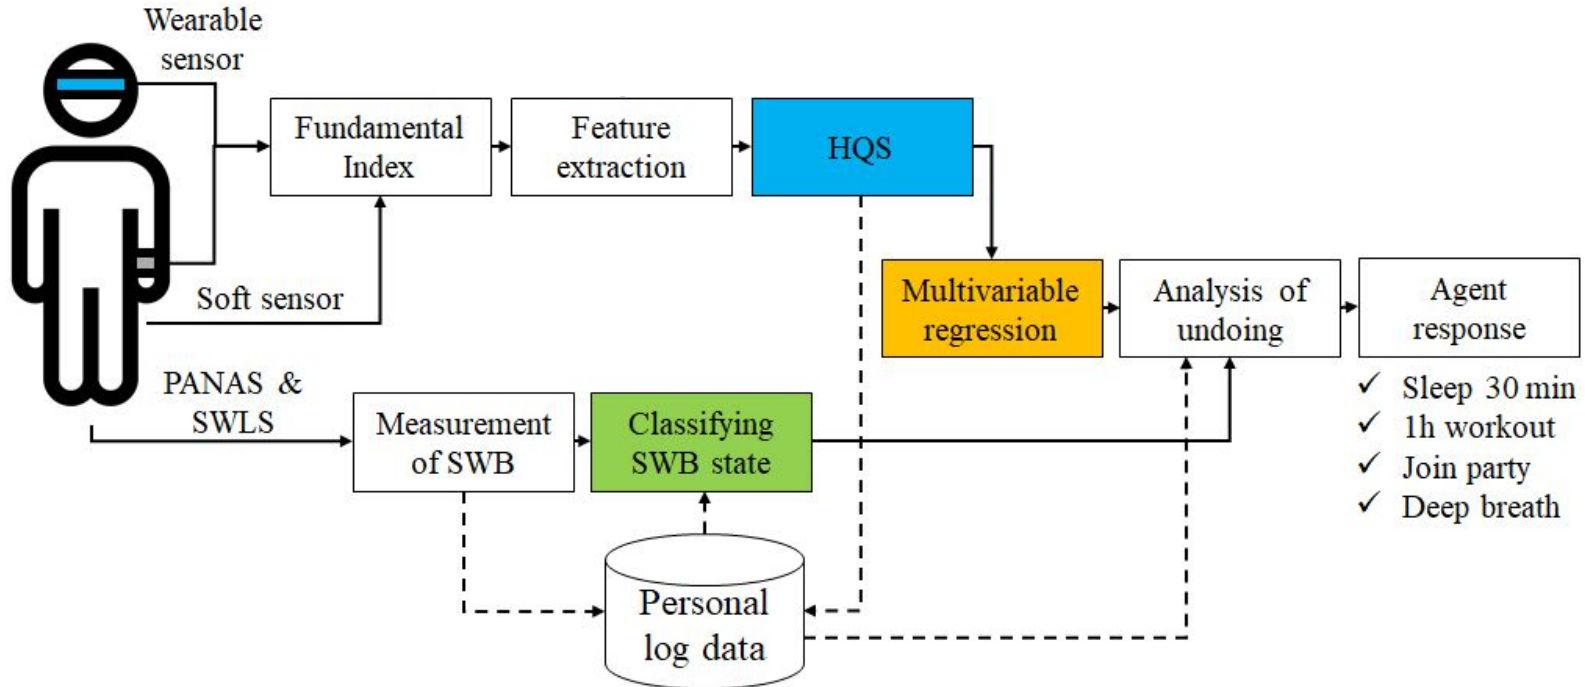 Wearable
sensor
Fundamental
Index
Feature
extraction
HQS
Soft sensor
Multivariable
regression
Analysis of
undoing
Agent
response
PANAS &
SWLS
Measurement
of SWB
Classifying
SWB state
✓ Sleep 30 min
✓ 1h workout
✓ Join party
✓ Deep breath
Personal
log data